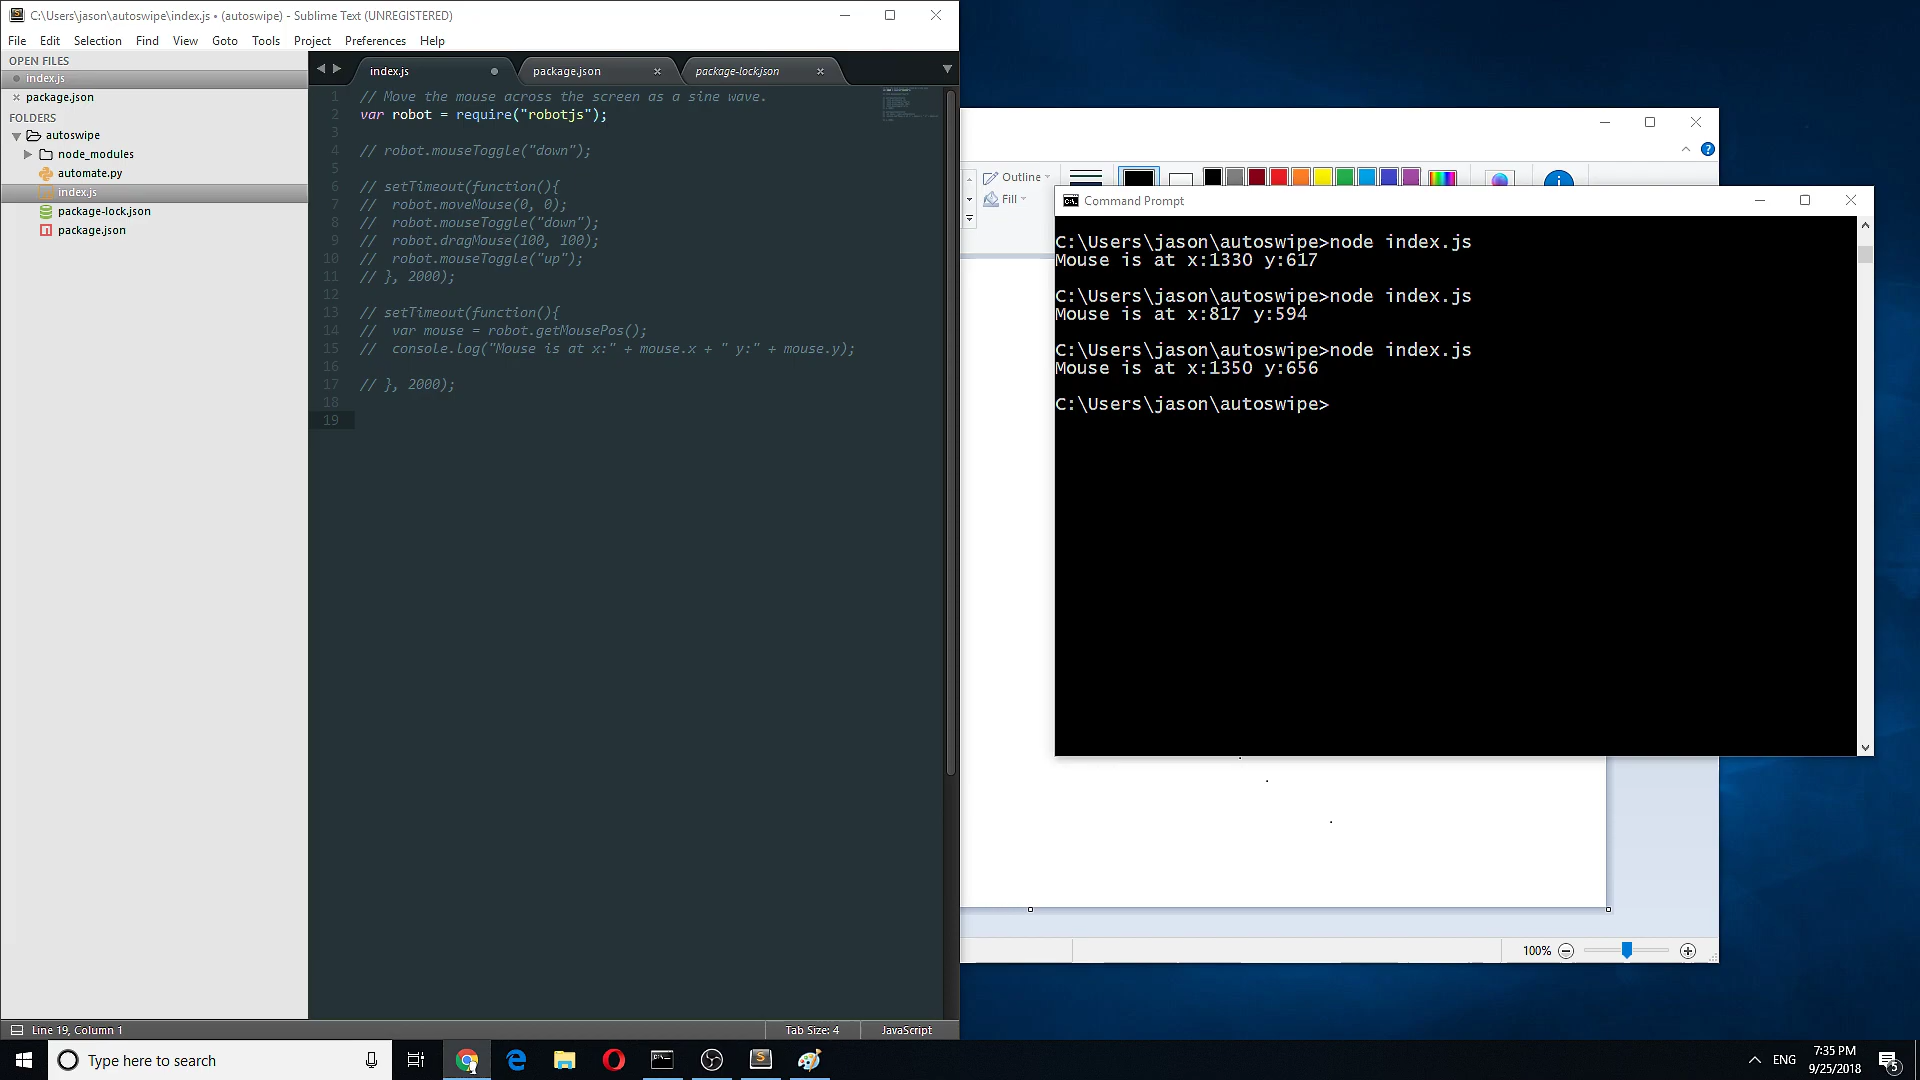 C:\Users\jason\autoswipe\index.js • (autoswipe) - Sublime Text (UNREGISTERED)
File Edit Selection Find View Goto Tools Project Preferences Help
OPEN FILES
index.js
package.json
FOLDERS
autoswipe
node_modules
automate.py
index.js
package-lock.json
package.json
index.js package.json package-lock.json
1 // Move the mouse across the screen as a sine wave.
2 var robot = require("robotjs");
3
4 // robot.mouseToggle("down");
5
6 // setTimeout(function(){
7 // robot.moveMouse(0, 0);
8 // robot.mouseToggle("down");
9 // robot.dragMouse(100, 100);
10 // robot.mouseToggle("up");
11 // }, 2000);
12
13 // setTimeout(function(){
14 // var mouse = robot.getMousePos();
15 // console.log("Mouse is at x:" + mouse.x + " y:" + mouse.y);
16
17 // }, 2000);
18
19
Line 19, Column 1
Tab Size: 4
JavaScript
Outline
Fill
Command Prompt
C:\Users\jason\autoswipe>node index.js
Mouse is at x:1330 y:617
C:\Users\jason\autoswipe>node index.js
Mouse is at x:817 y:594
C:\Users\jason\autoswipe>node index.js
Mouse is at x:1350 y:656
C:\Users\jason\autoswipe>
100%
Type here to search
ENG
7:35 PM
9/25/2018
5